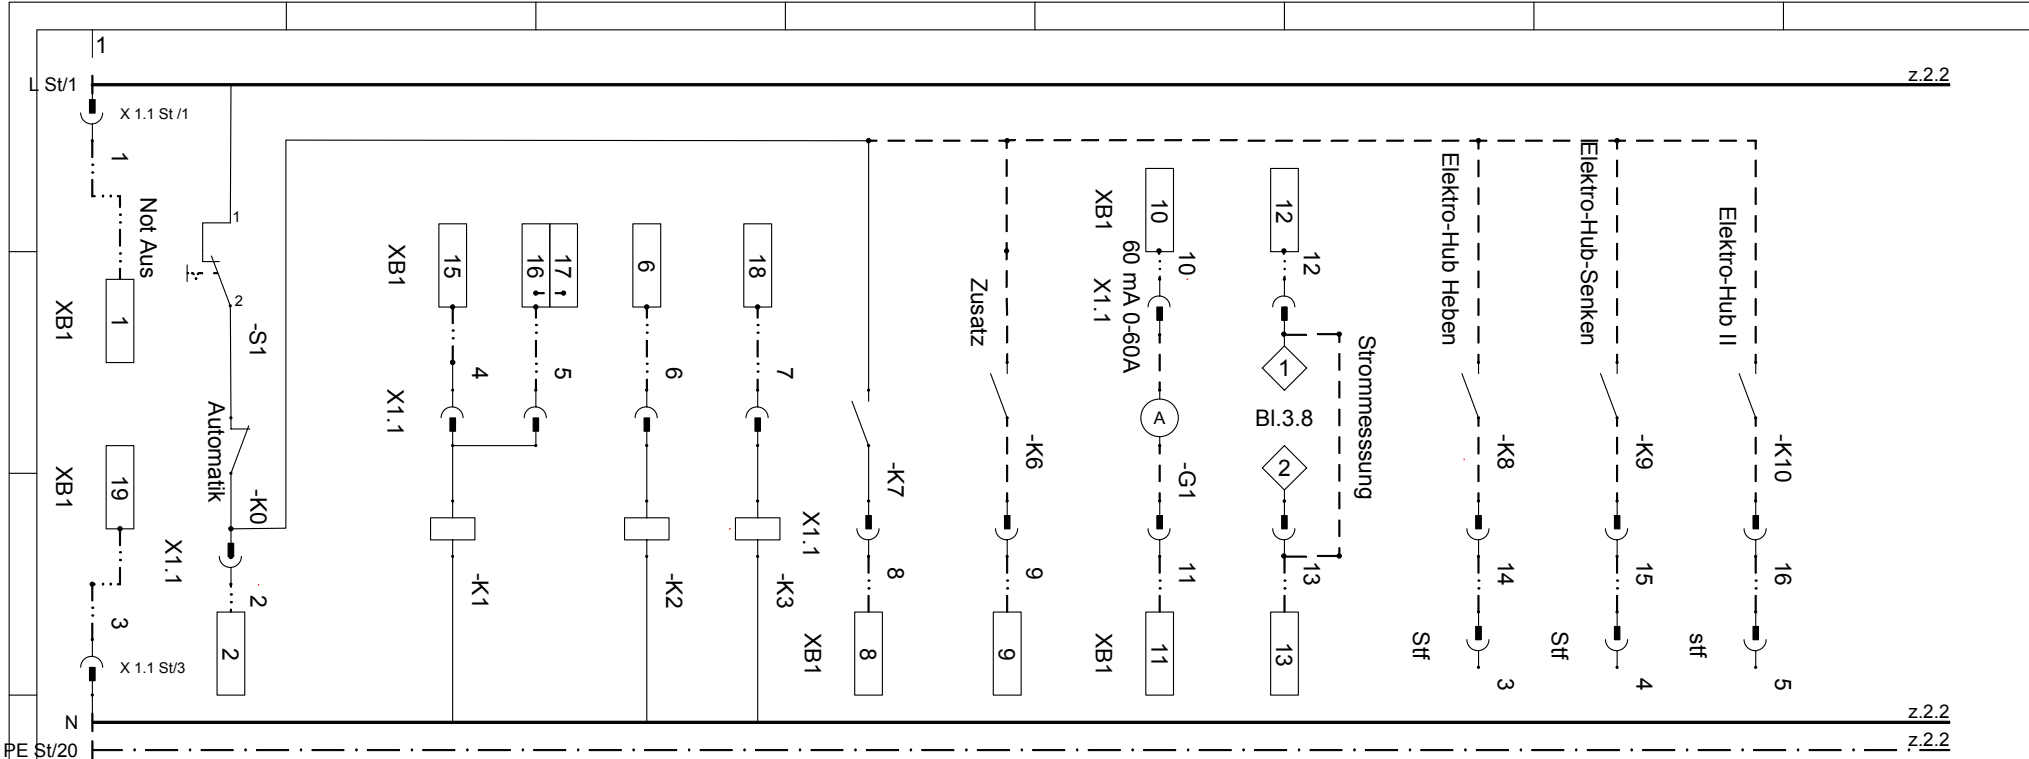 1
L St/1
z.2.2
X 1.1 St /1
1
Not Aus
XB1
1
XB1
19
3
X 1.1 St/3
1
2
-S1
Automatik
-K0
X1.1
2
2
XB1
15
4
X1.1
-K1
16
17
5
6
6
-K2
18
7
-K3
X1.1
-K7
8
XB1
8
Zusatz
-K6
9
9
XB1
10
10
60 mA 0-60A
X1.1
A
-G1
11
XB1
11
12
12
1
Bl.3.8
2
Strommesssung
13
13
Elektro-Hub Heben
-K8
14
Stf
3
Elektro-Hub-Senken
-K9
15
Stf
4
Elektro-Hub II
-K10
16
stf
5
N
z.2.2
PE St/20
z.2.2